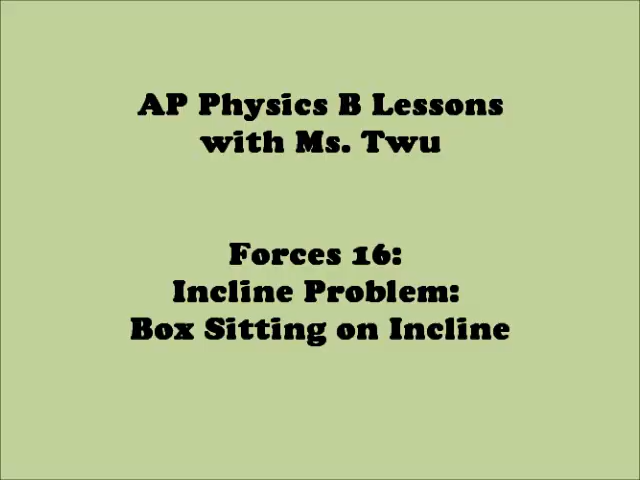 AP Physics B Lessons
with Ms. Twu
Forces 16:
Incline Problem:
Box Sitting on Incline